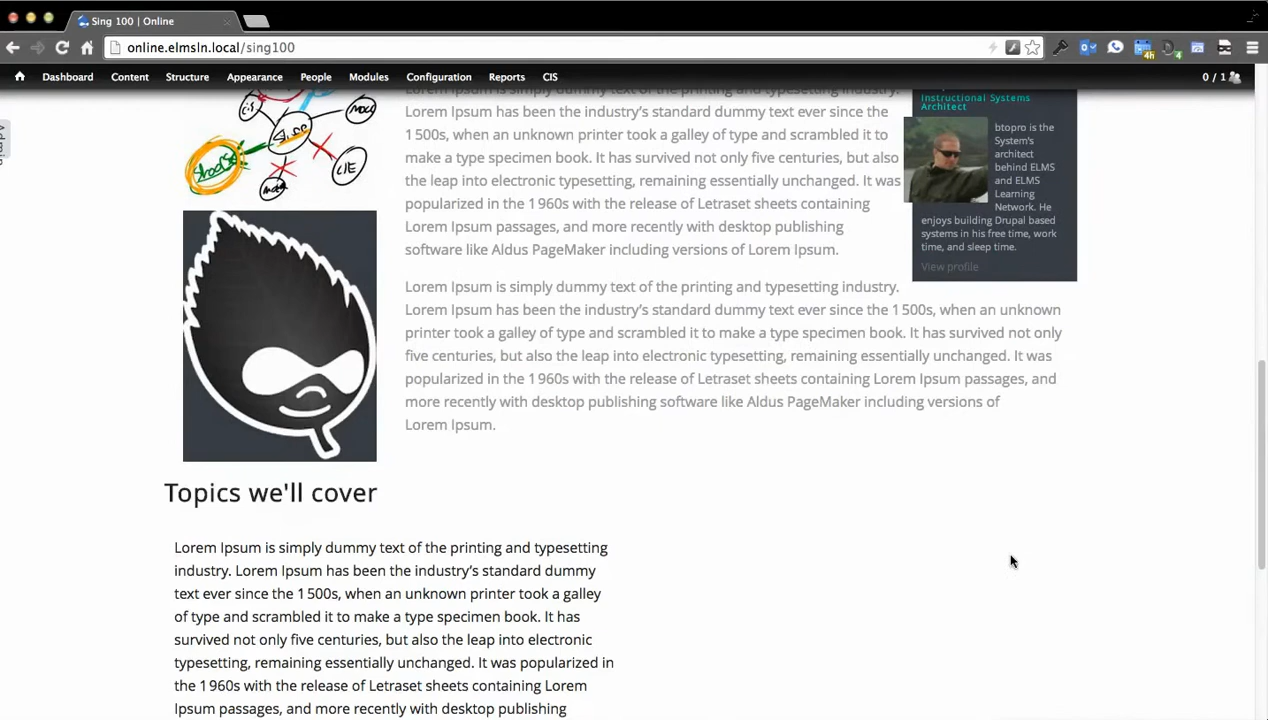 Sing 100 | Online
online.elmsln.local/sing100
4h
4
Dashboard
Content
Structure
Appearance
People
Modules
Configuration
Reports
CIS
0 / 1
Lorem Ipsum is simply dummy text of the printing and typesetting industry.
Lorem Ipsum has been the industry's standard dummy text ever since the
1500s, when an unknown printer took a galley of type and scrambled it to
make a type specimen book. It has survived not only five centuries, but also
the leap into electronic typesetting, remaining essentially unchanged. It was
popularized in the 1960s with the release of Letraset sheets containing
Lorem Ipsum passages, and more recently with desktop publishing
software like Aldus PageMaker including versions of Lorem Ipsum.
Instructional Systems
Architect
btopro is the
System's
architect
behind ELMS
and ELMS
Learning
Network. He
enjoys building Drupal based
systems in his free time, work
time, and sleep time.
View profile
Lorem Ipsum is simply dummy text of the printing and typesetting industry.
Lorem Ipsum has been the industry's standard dummy text ever since the 1500s, when an unknown
printer took a galley of type and scrambled it to make a type specimen book. It has survived not only
five centuries, but also the leap into electronic typesetting, remaining essentially unchanged. It was
popularized in the 1960s with the release of Letraset sheets containing Lorem Ipsum passages, and
more recently with desktop publishing software like Aldus PageMaker including versions of
Lorem Ipsum.
Topics we'll cover
Lorem Ipsum is simply dummy text of the printing and typesetting
industry. Lorem Ipsum has been the industry's standard dummy
text ever since the 1500s, when an unknown printer took a galley
of type and scrambled it to make a type specimen book. It has
survived not only five centuries, but also the leap into electronic
typesetting, remaining essentially unchanged. It was popularized in
the 1960s with the release of Letraset sheets containing Lorem
Ipsum passages, and more recently with desktop publishing